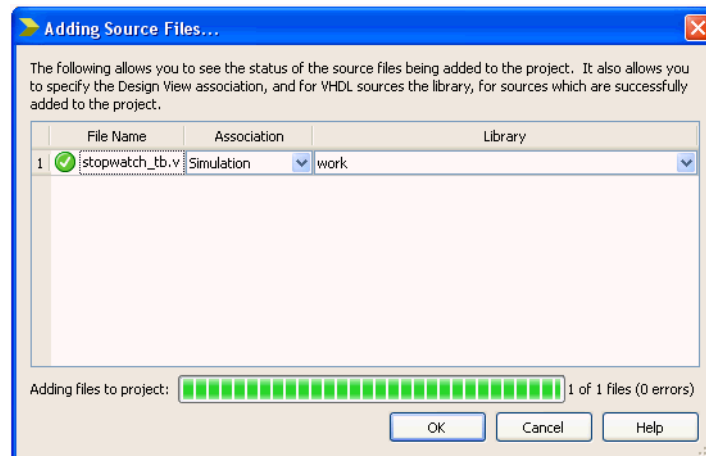 Adding Source Files...
The following allows you to see the status of the source files being added to the project. It also allows you
to specify the Design View association, and for VHDL sources the library, for sources which are successfully
added to the project.
File Name Association Library
1 stopwatch_tb.v Simulation work
Adding files to project: 1 of 1 files (0 errors)
OK Cancel Help